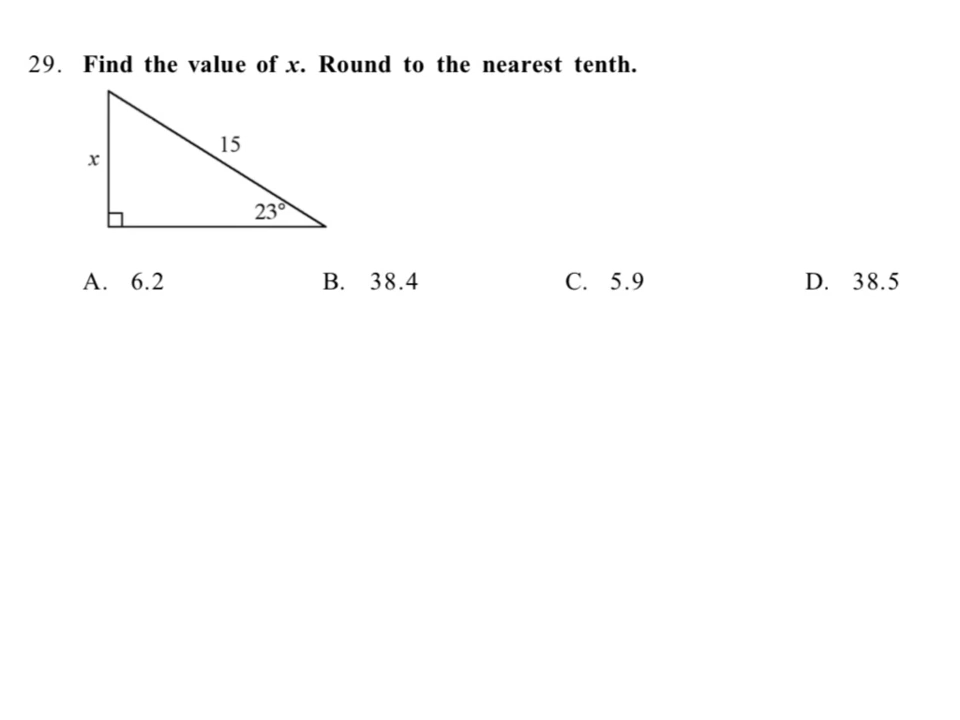 29. Find the value of x. Round to the nearest tenth.
15
x
23°
A. 6.2 B. 38.4 C. 5.9 D. 38.5